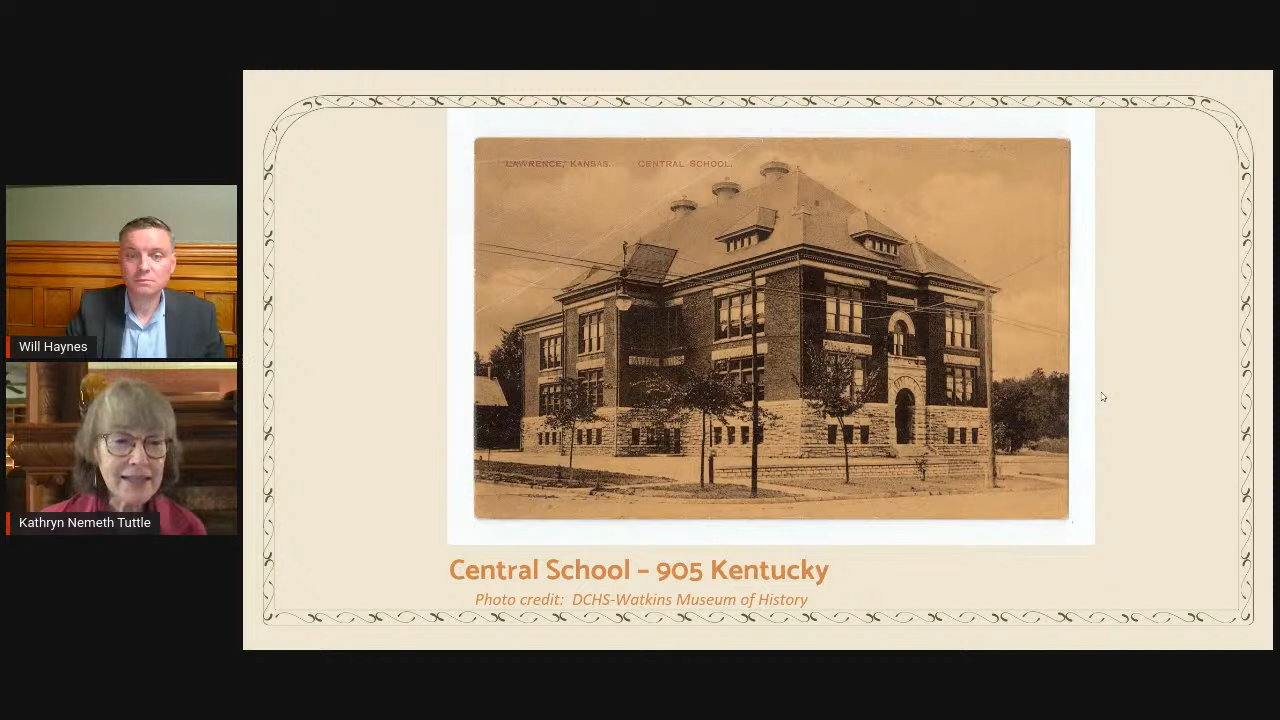 LAWRENCE, KANSAS. CENTRAL SCHOOL.
Will Haynes
Kathryn Nemeth Tuttle
Central School – 905 Kentucky
Photo credit: DCHS-Watkins Museum of History